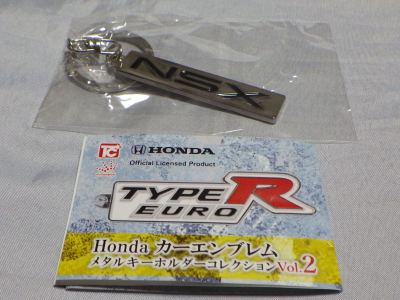 NSX
TC
HONDA
Official Licensed Product
TYPE R
EURO
Honda カーエンブレム
メタルキーホルダーコレクション Vol.2